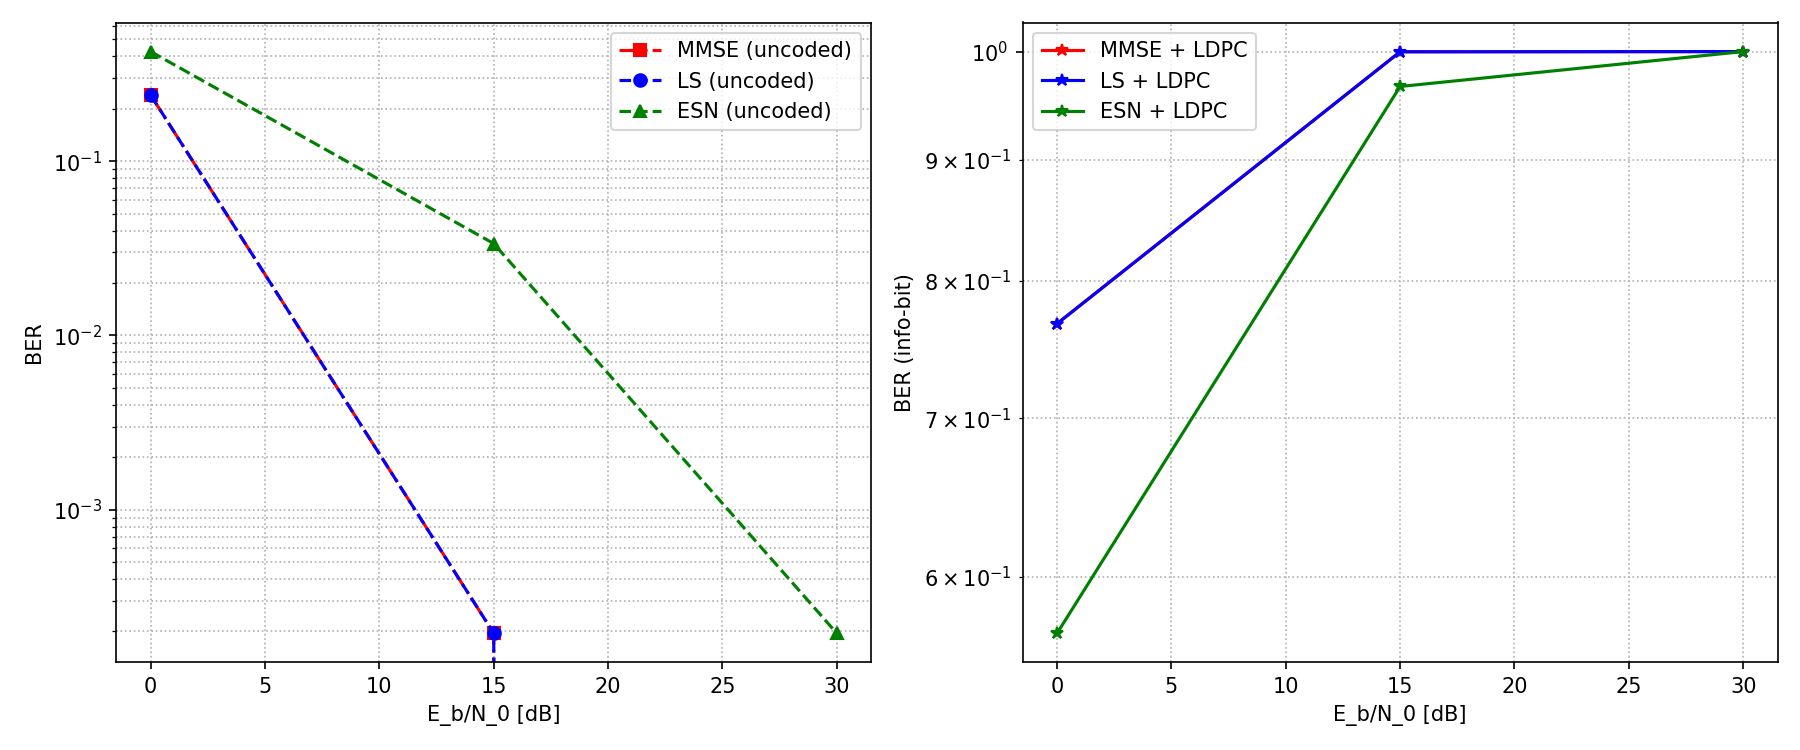 MMSE (uncoded)
LS (uncoded)
ESN (uncoded)
10⁻¹
10⁻²
10⁻³
BER
0 5 10 15 20 25 30
E_b/N_0 [dB]
MMSE + LDPC
LS + LDPC
ESN + LDPC
10⁰
9 × 10⁻¹
8 × 10⁻¹
7 × 10⁻¹
6 × 10⁻¹
BER (info-bit)
0 5 10 15 20 25 30
E_b/N_0 [dB]